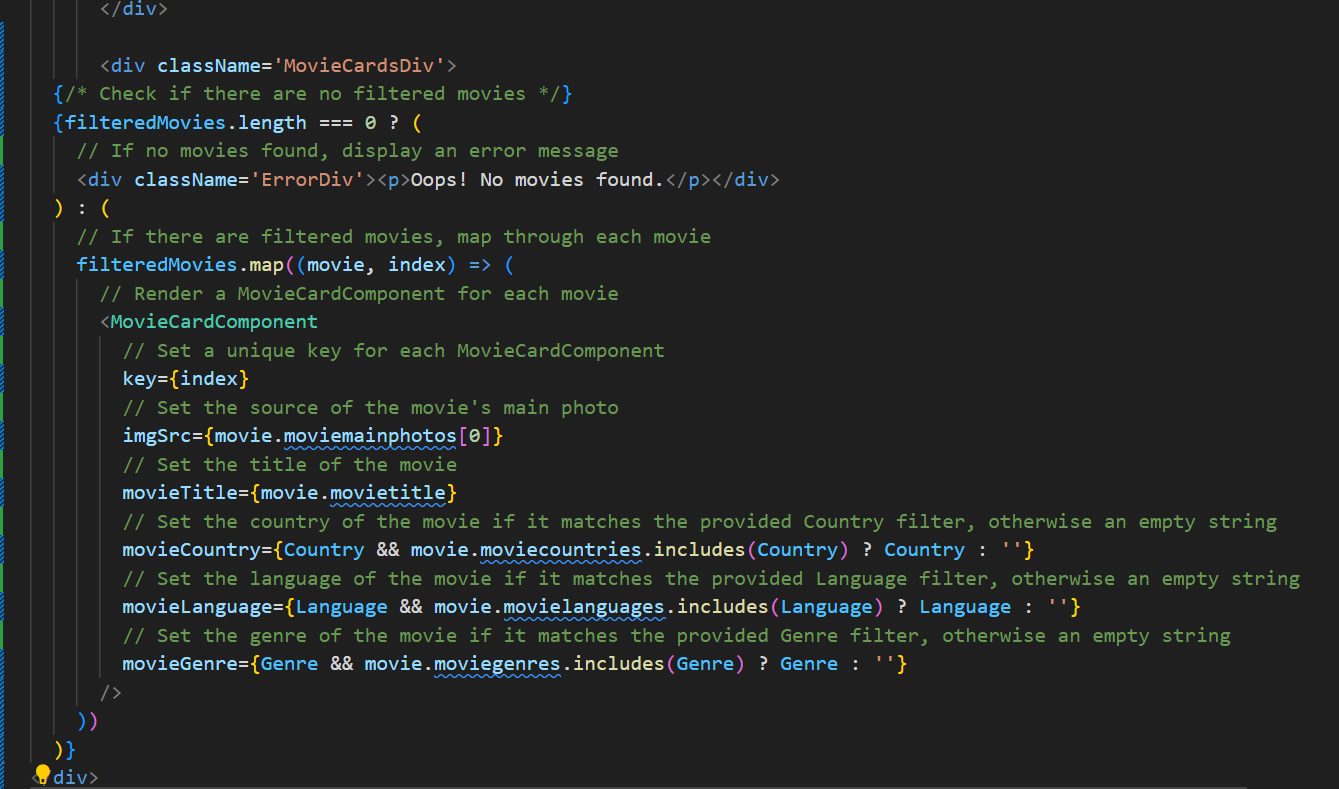 </div>
<div className='MovieCardsDiv'>
{/* Check if there are no filtered movies */}
{filteredMovies.length === 0 ? (
// If no movies found, display an error message
<div className='ErrorDiv'><p>Oops! No movies found.</p></div>
) : (
// If there are filtered movies, map through each movie
filteredMovies.map((movie, index) => (
// Render a MovieCardComponent for each movie
<MovieCardComponent
// Set a unique key for each MovieCardComponent
key={index}
// Set the source of the movie's main photo
imgSrc={movie.moviemainphotos[0]}
// Set the title of the movie
movieTitle={movie.movietitle}
// Set the country of the movie if it matches the provided Country filter, otherwise an empty string
movieCountry={Country && movie.moviecountries.includes(Country) ? Country : ''}
// Set the language of the movie if it matches the provided Language filter, otherwise an empty string
movieLanguage={Language && movie.movielanguages.includes(Language) ? Language : ''}
// Set the genre of the movie if it matches the provided Genre filter, otherwise an empty string
movieGenre={Genre && movie.moviegenres.includes(Genre) ? Genre : ''}
/>
))
)}
</div>